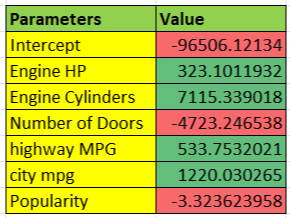 Parameters Value
Intercept -96506.12134
Engine HP 323.1011932
Engine Cylinders 7115.339018
Number of Doors -4723.246538
highway MPG 533.7532021
city mpg 1220.030265
Popularity -3.323623958